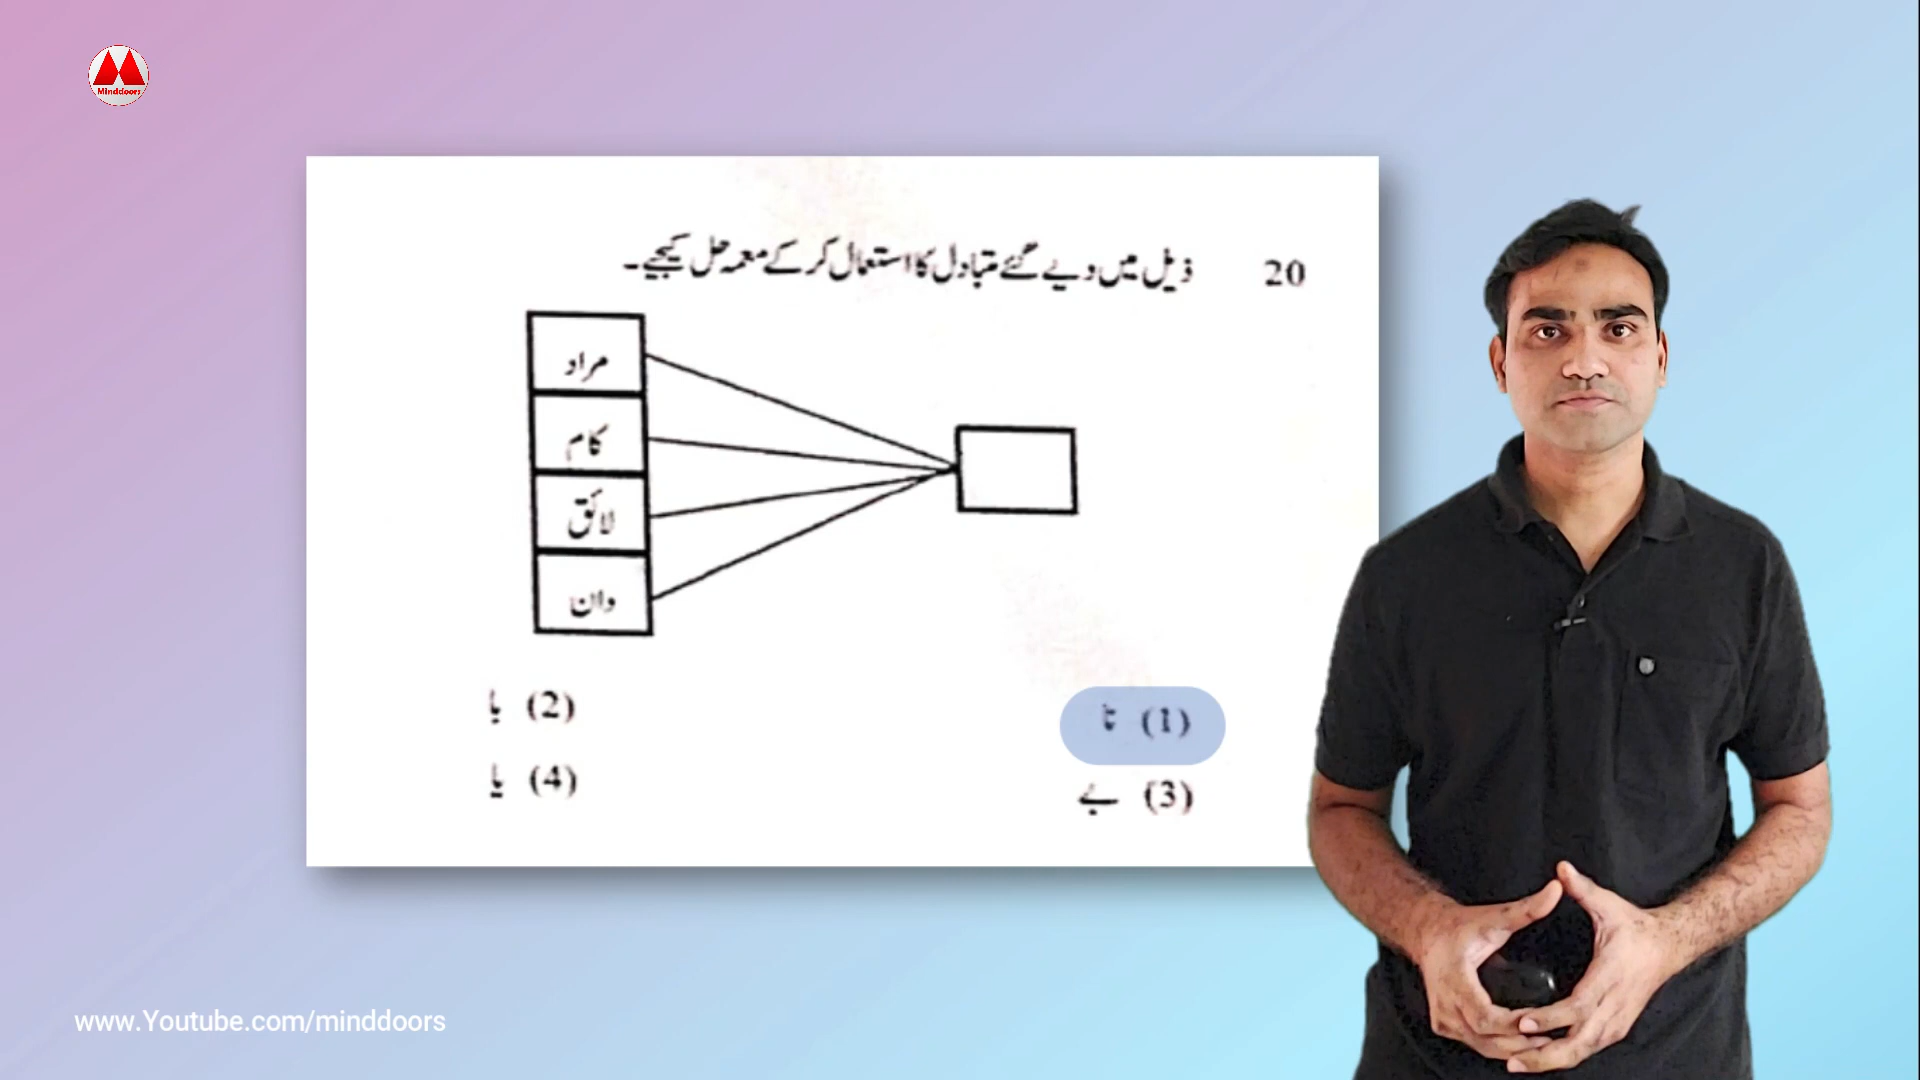 Minddoors
20 ذیل میں دیے گئے متبادل کا استعمال کر کے معمہ حل کیجیے۔
مراد
کام
لائق
وان
(1) نا
(2) با
(3) بے
(4) یا
www.Youtube.com/minddoors